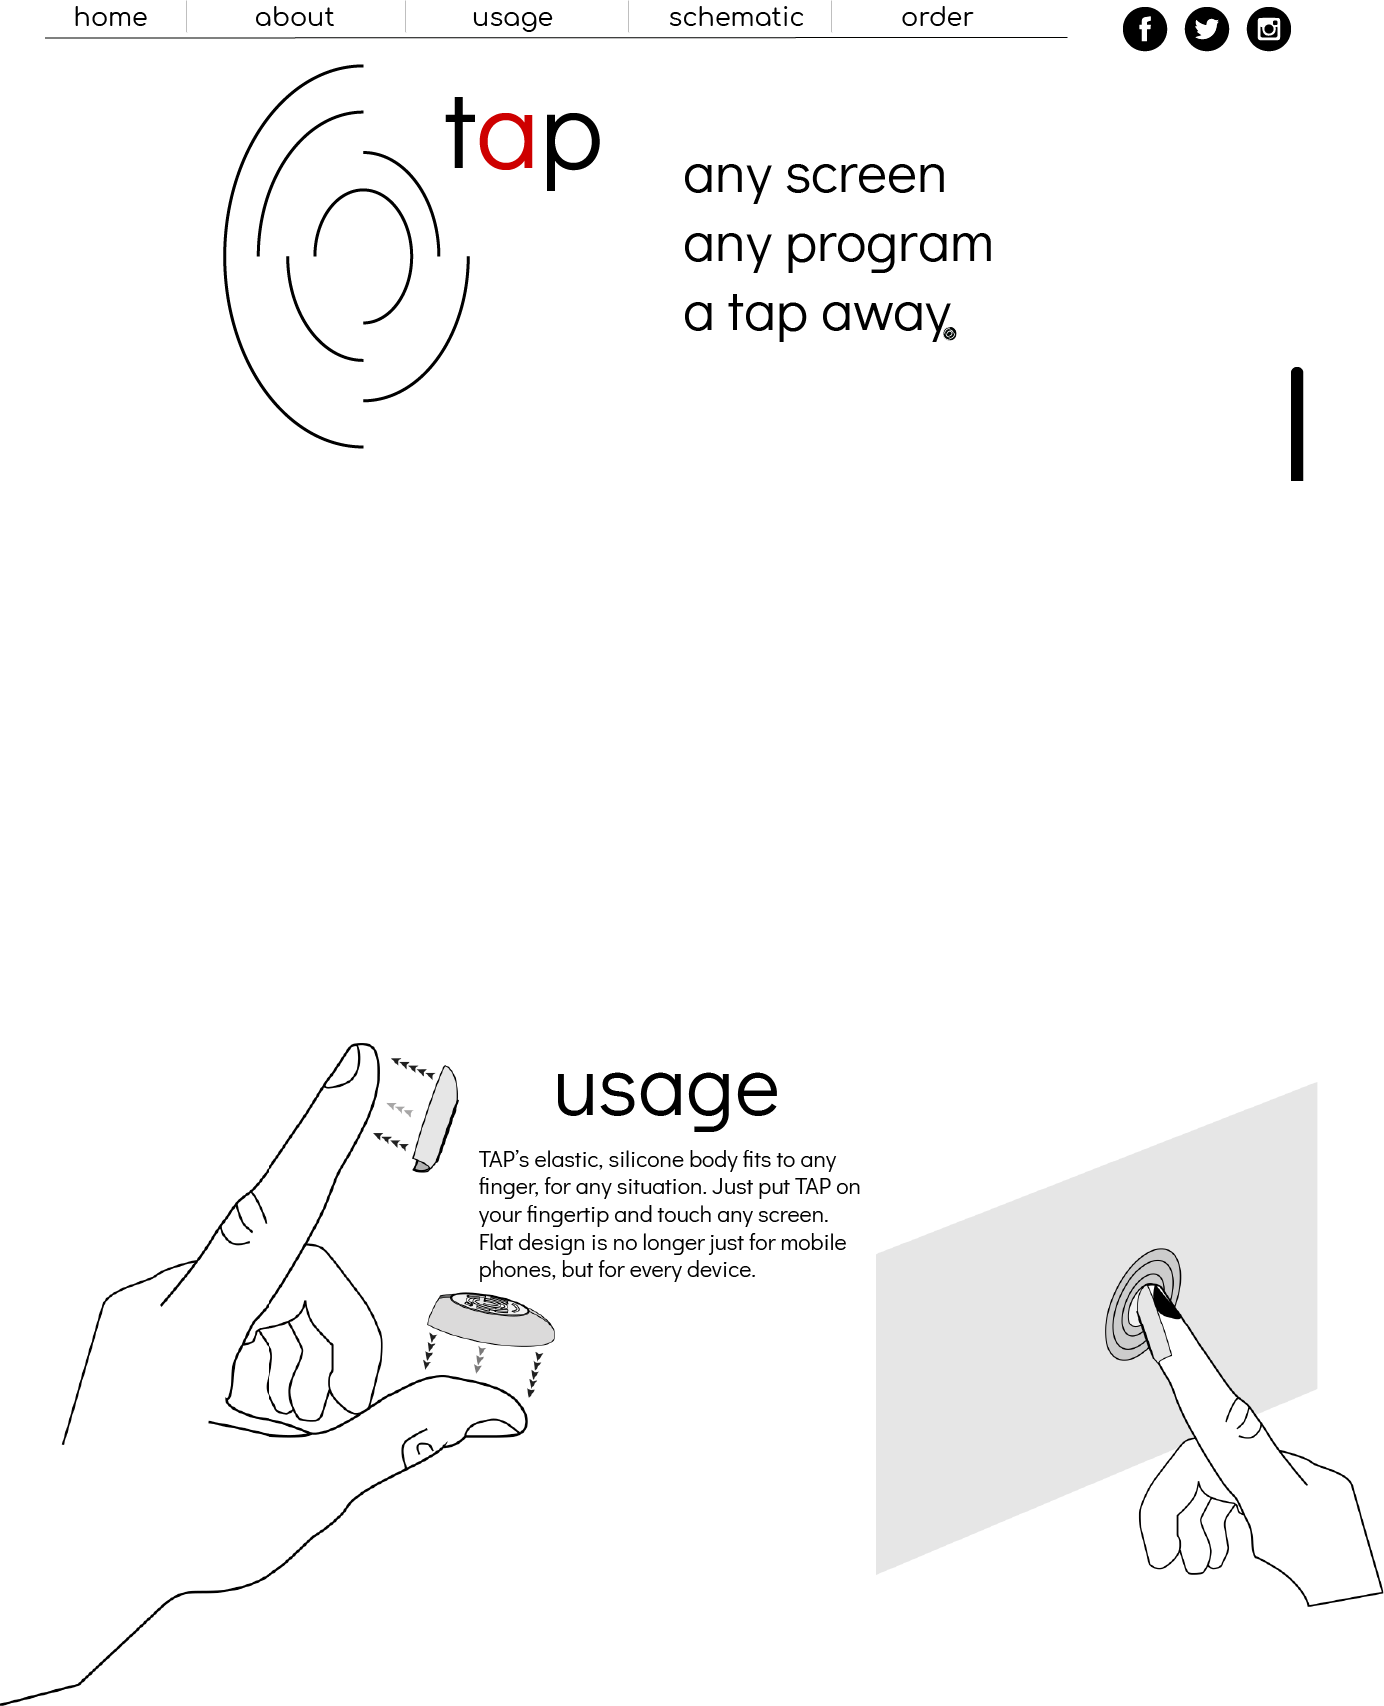 home about usage schematic order
tap
any screen
any program
a tap away
usage
TAP’s elastic, silicone body fits to any
finger, for any situation. Just put TAP on
your fingertip and touch any screen.
Flat design is no longer just for mobile
phones, but for every device.